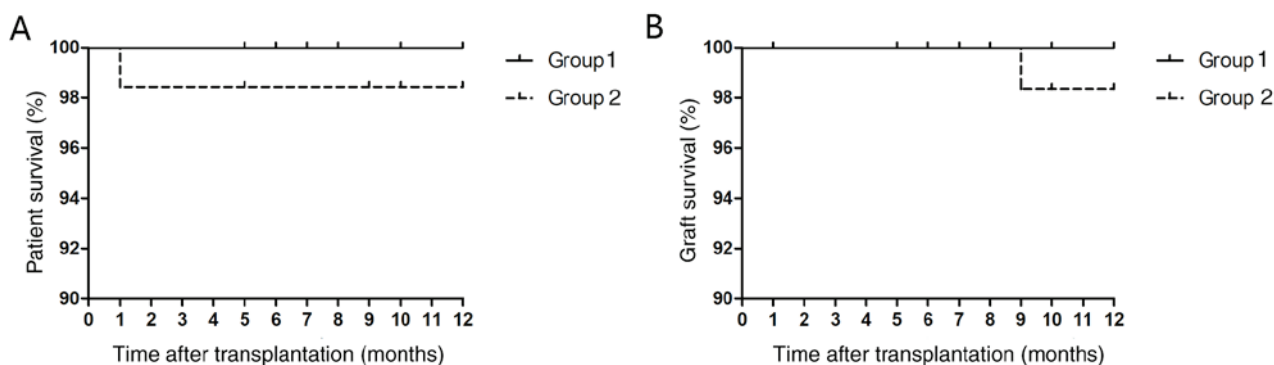 A
Patient survival (%)
100
98
96
94
92
90
0 1 2 3 4 5 6 7 8 9 10 11 12
Time after transplantation (months)
Group 1
Group 2
B
Graft survival (%)
100
98
96
94
92
90
0 1 2 3 4 5 6 7 8 9 10 11 12
Time after transplantation (months)
Group 1
Group 2